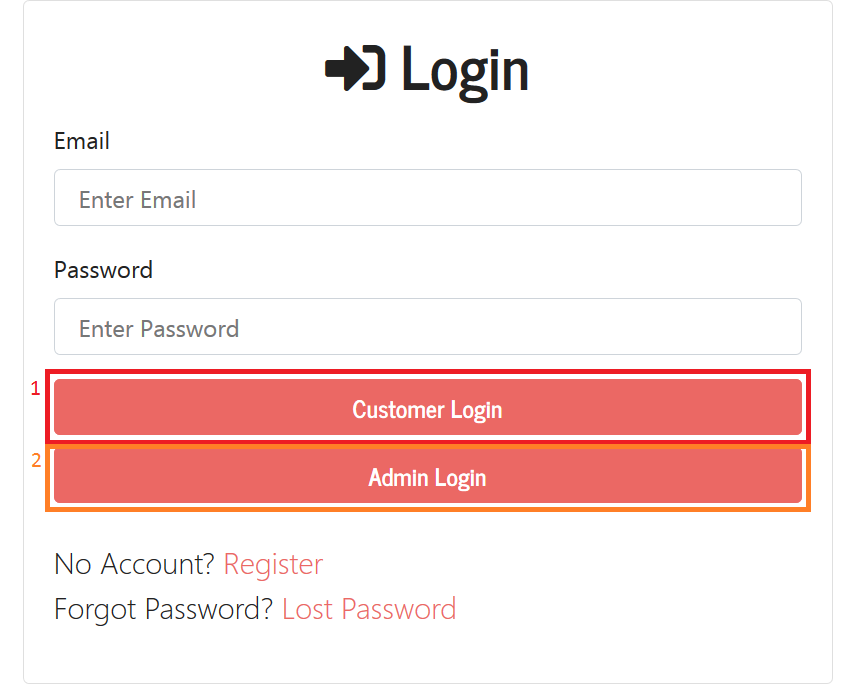 Login
Email
Enter Email
Password
Enter Password
1
Customer Login
2
Admin Login
No Account? Register
Forgot Password? Lost Password